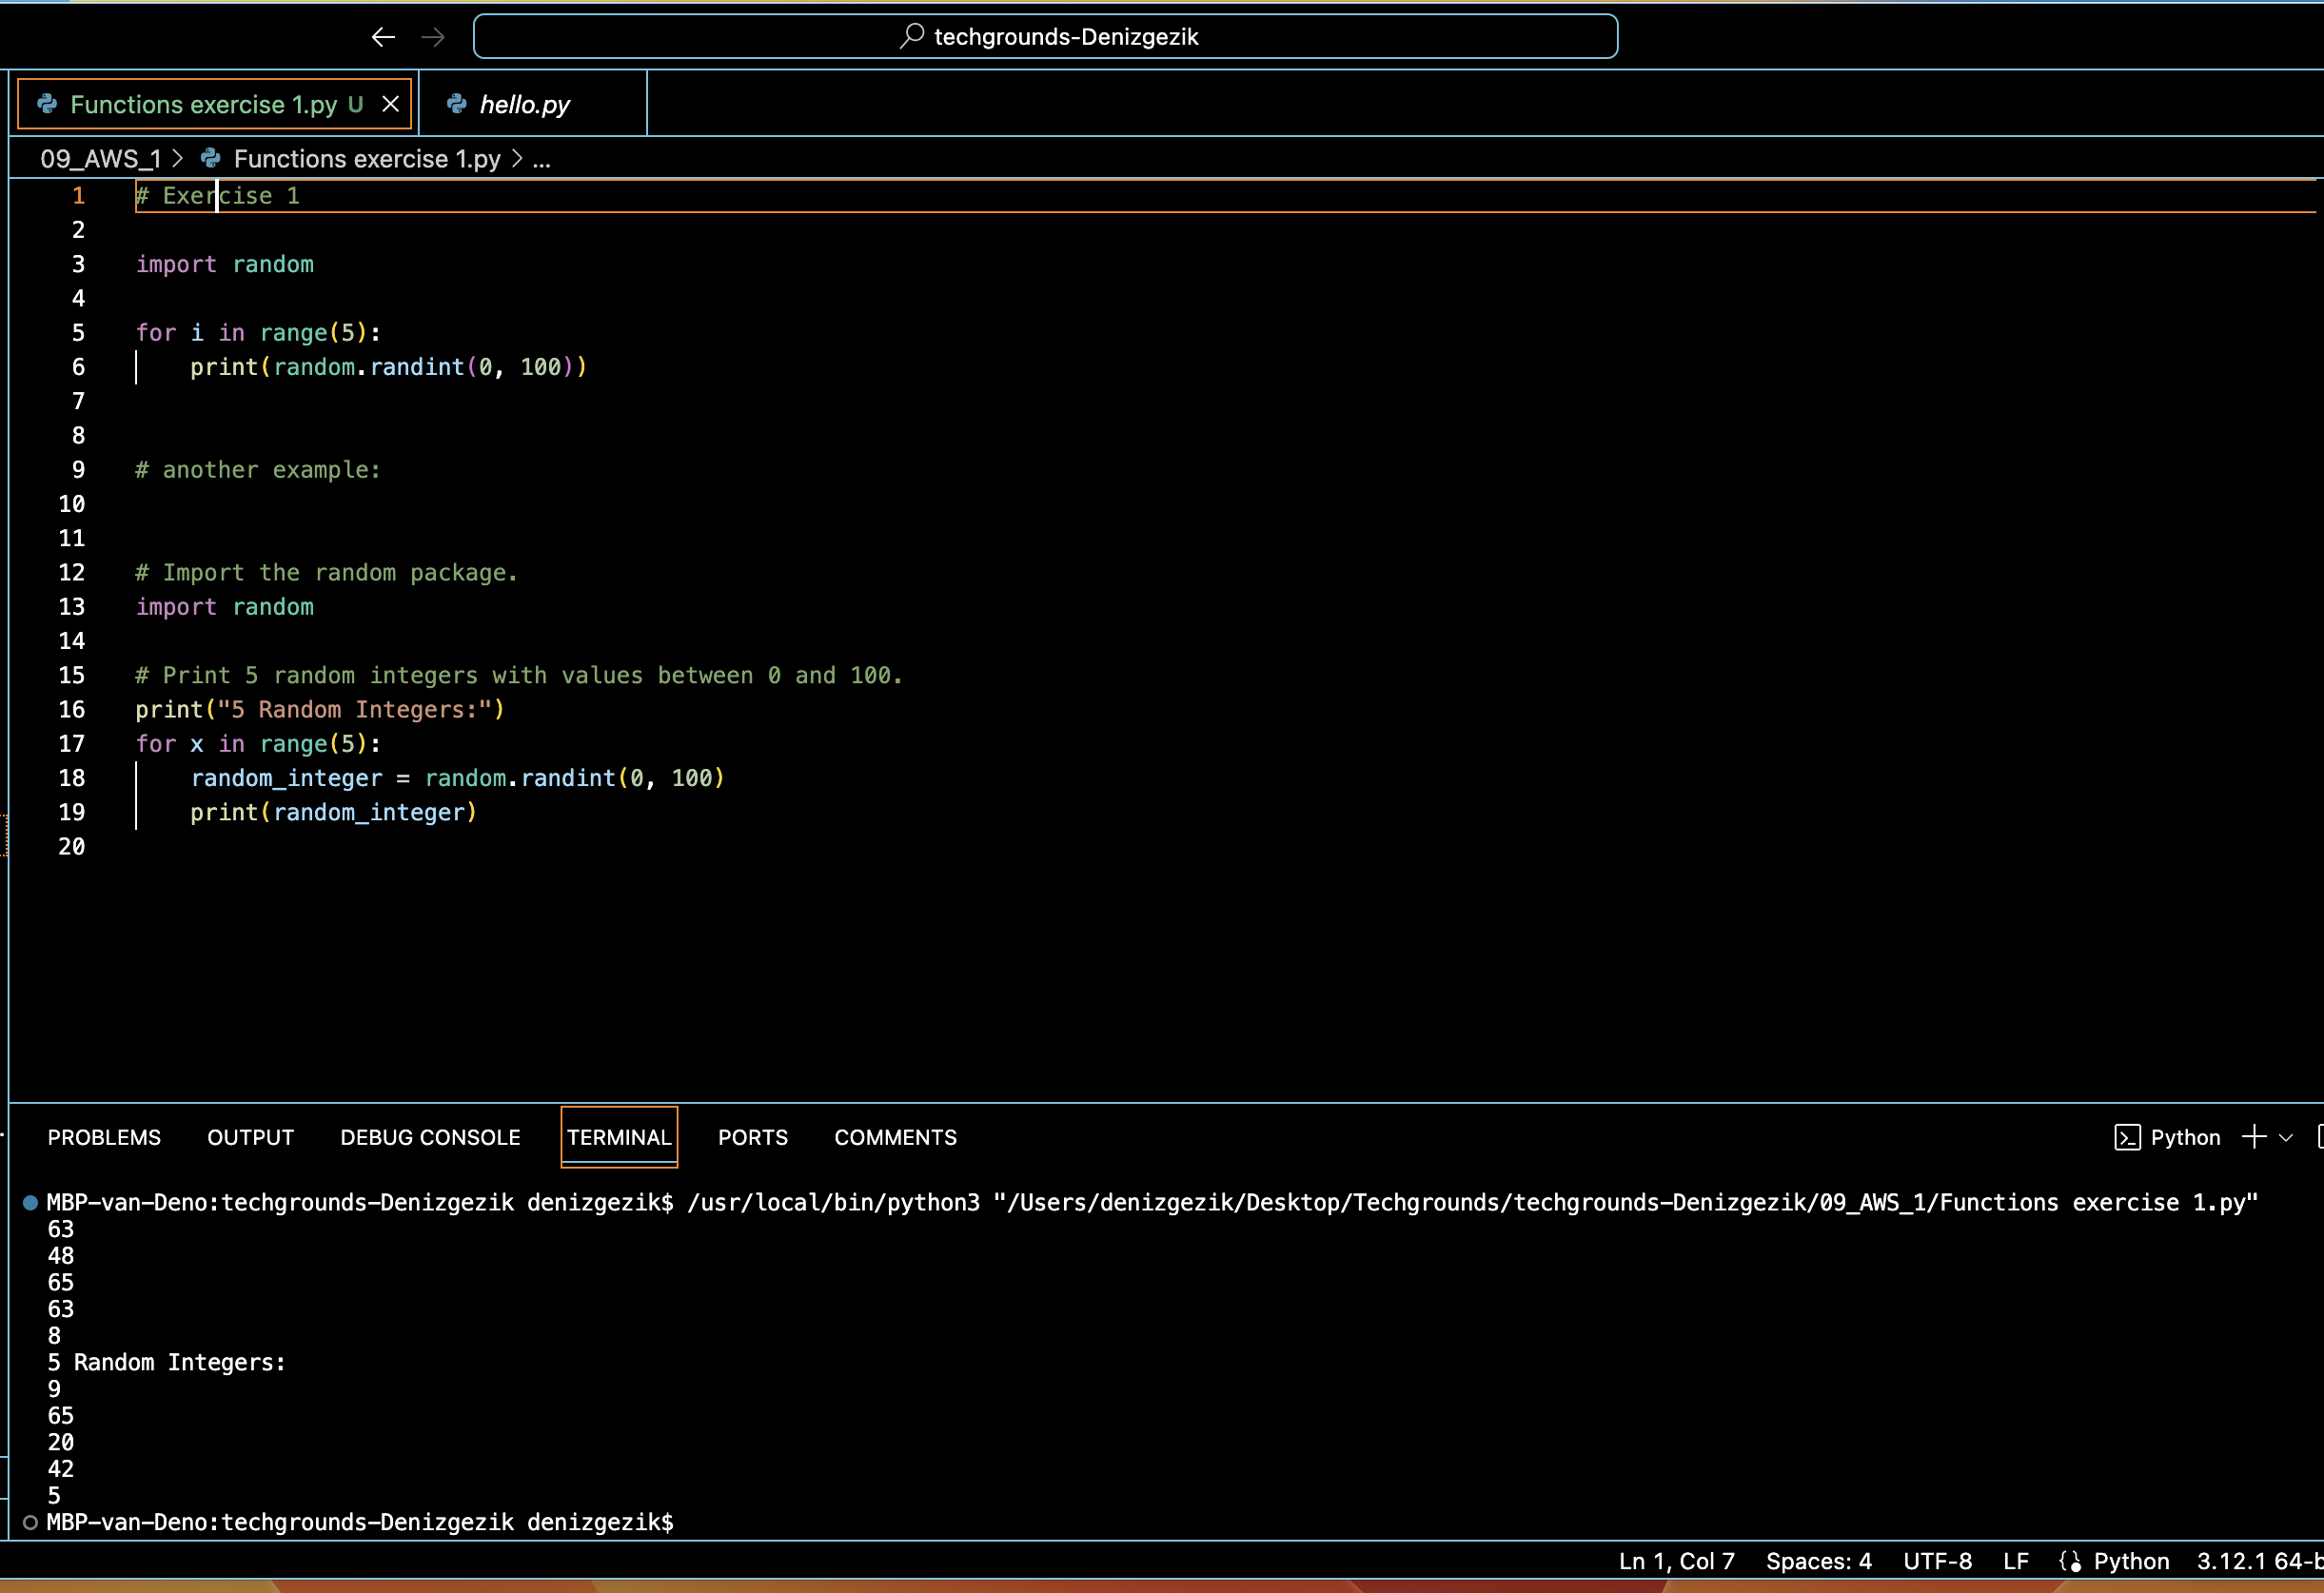 techgrounds-Denizgezik
Functions exercise 1.py U
hello.py
09_AWS_1 > Functions exercise 1.py > ...
1 # Exercise 1
2
3 import random
4
5 for i in range(5):
6     print(random.randint(0, 100))
7
8
9 # another example:
10
11
12 # Import the random package.
13 import random
14
15 # Print 5 random integers with values between 0 and 100.
16 print("5 Random Integers:")
17 for x in range(5):
18     random_integer = random.randint(0, 100)
19     print(random_integer)
20
PROBLEMS OUTPUT DEBUG CONSOLE TERMINAL PORTS COMMENTS Python
MBP-van-Deno:techgrounds-Denizgezik denizgezik$ /usr/local/bin/python3 "/Users/denizgezik/Desktop/Techgrounds/techgrounds-Denizgezik/09_AWS_1/Functions exercise 1.py"
63
48
65
63
8
5 Random Integers:
9
65
20
42
5
MBP-van-Deno:techgrounds-Denizgezik denizgezik$
Ln 1, Col 7 Spaces: 4 UTF-8 LF Python 3.12.1 64-b